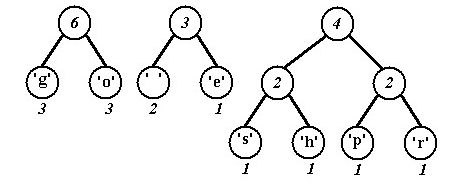 6 3 4
'g' 'o' ' ' 'e' 2 2
3 3 2 1
's' 'h' 'p' 'r'
1 1 1 1